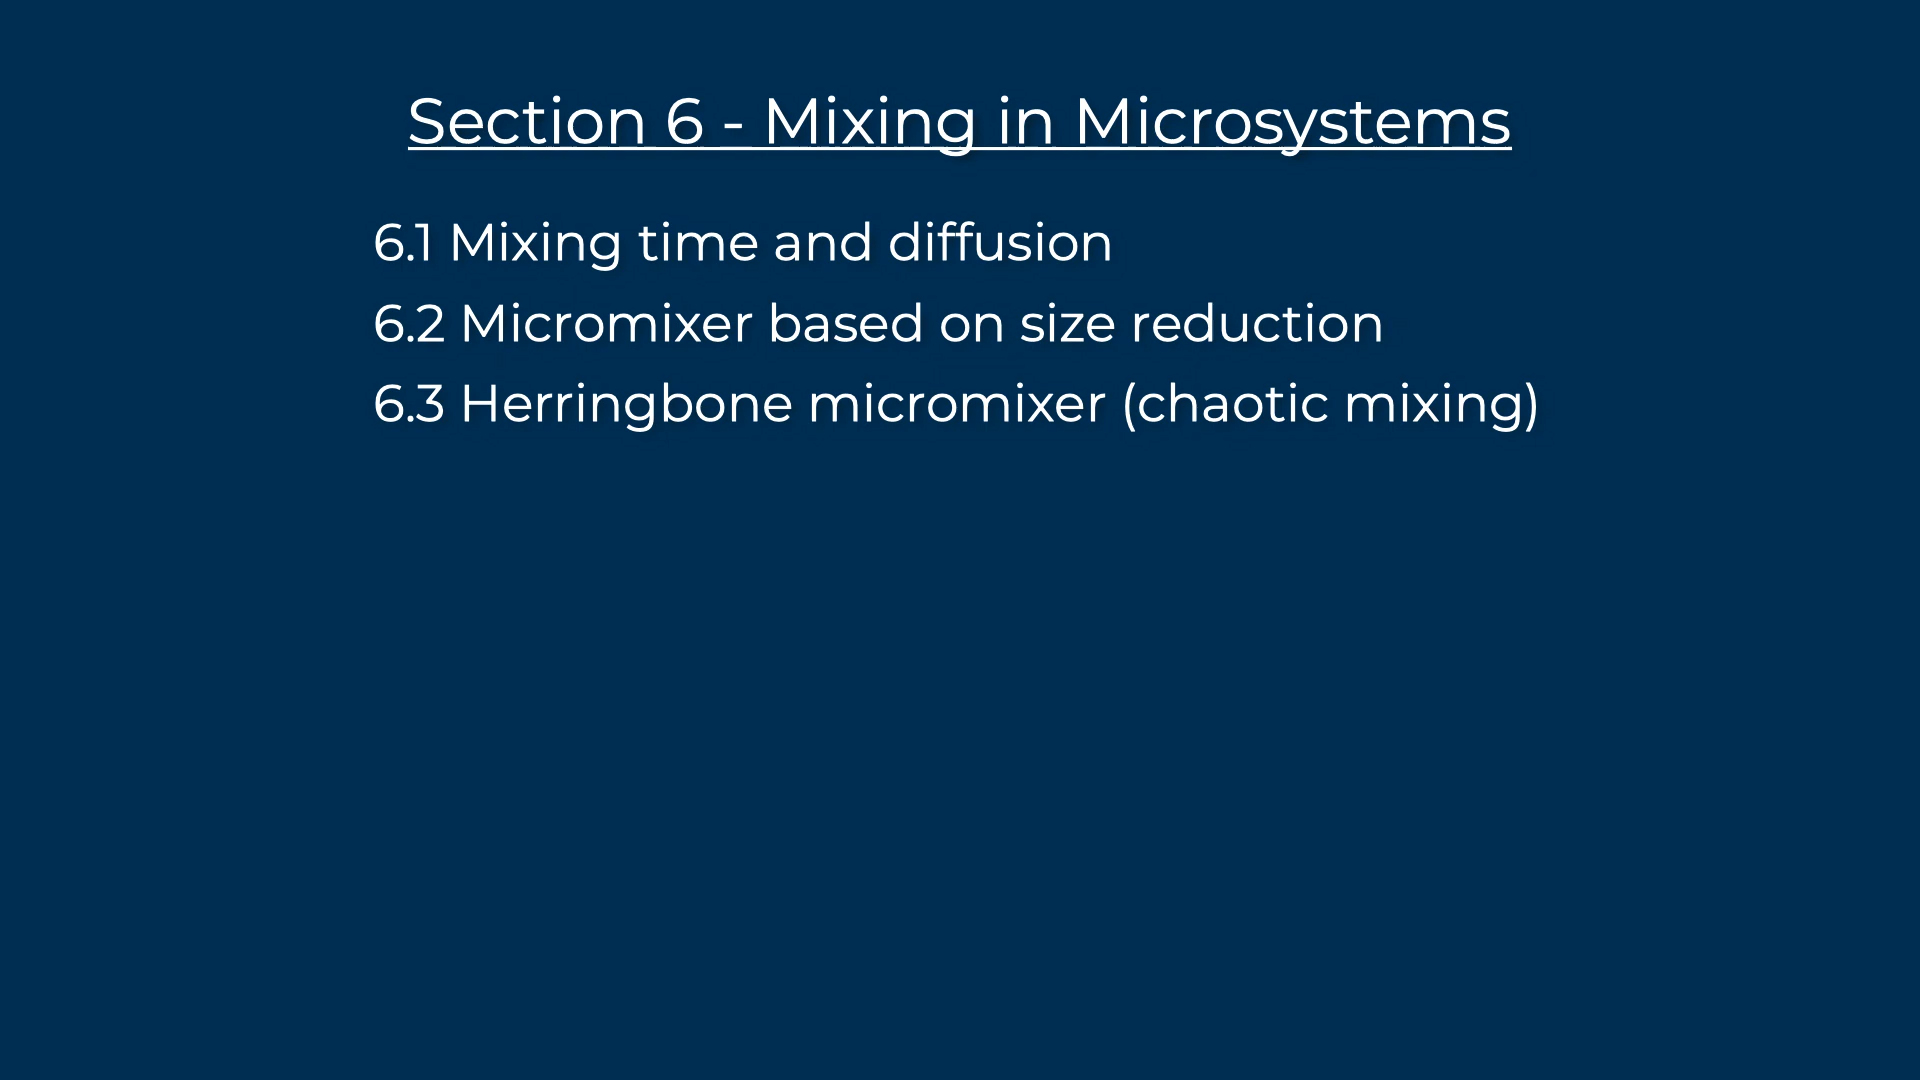 Section 6 - Mixing in Microsystems
6.1 Mixing time and diffusion
6.2 Micromixer based on size reduction
6.3 Herringbone micromixer (chaotic mixing)